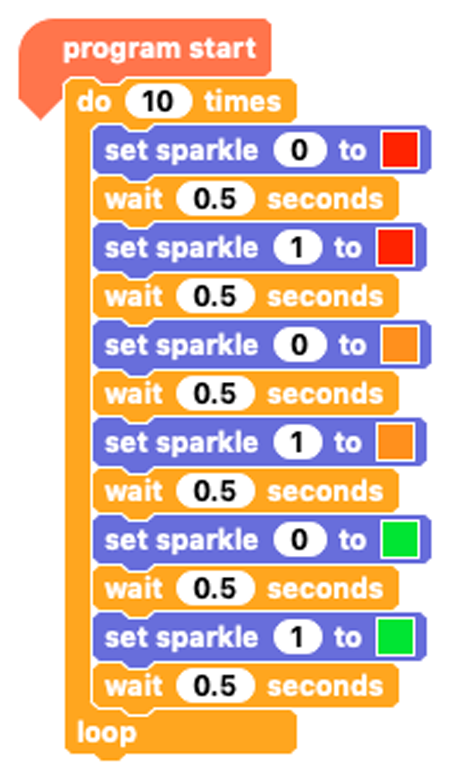 program start
do 10 times
set sparkle 0 to
wait 0.5 seconds
set sparkle 1 to
wait 0.5 seconds
set sparkle 0 to
wait 0.5 seconds
set sparkle 1 to
wait 0.5 seconds
set sparkle 0 to
wait 0.5 seconds
set sparkle 1 to
wait 0.5 seconds
loop